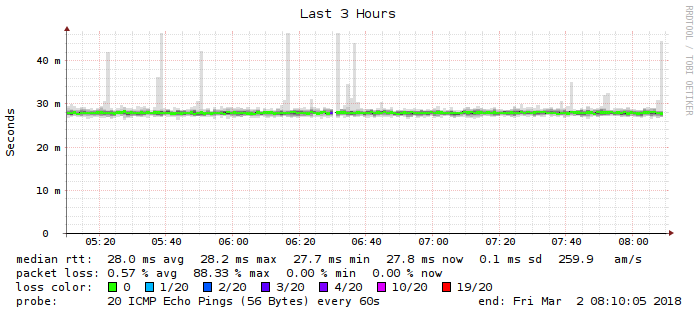 Last 3 Hours
RRDTOOL / TOBI OETIKER
Seconds
40 m
30 m
20 m
10 m
0
05:20 05:40 06:00 06:20 06:40 07:00 07:20 07:40 08:00
median rtt: 28.0 ms avg 28.2 ms max 27.7 ms min 27.8 ms now 0.1 ms sd 259.9 am/s
packet loss: 0.57 % avg 88.33 % max 0.00 % min 0.00 % now
loss color: 0 1/20 2/20 3/20 4/20 10/20 19/20
probe: 20 ICMP Echo Pings (56 Bytes) every 60s end: Fri Mar 2 08:10:05 2018